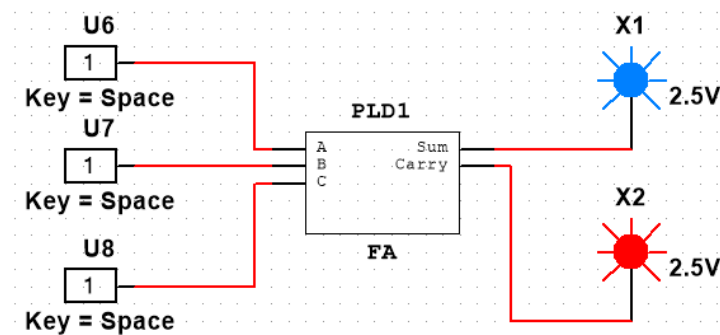 U6
1
Key = Space
U7
1
Key = Space
U8
1
Key = Space
PLD1
A
B
C
Sum
Carry
FA
X1
2.5V
X2
2.5V